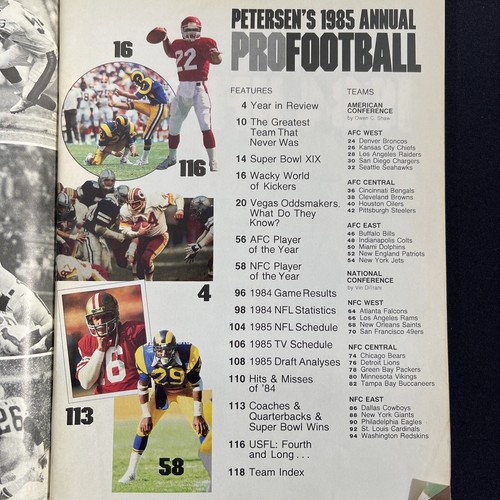 PETERSEN'S 1985 ANNUAL
PROFOOTBALL
FEATURES
4 Year in Review
10 The Greatest
Team That
Never Was
14 Super Bowl XIX
16 Wacky World
of Kickers
20 Vegas Oddsmakers,
What Do They
Know?
56 AFC Player
of the Year
58 NFC Player
of the Year
96 1984 Game Results
98 1984 NFL Statistics
104 1985 NFL Schedule
106 1985 TV Schedule
108 1985 Draft Analyses
110 Hits & Misses
of '84
113 Coaches &
Quarterbacks &
Super Bowl Wins
116 USFL: Fourth
and Long . . .
118 Team Index
TEAMS
AMERICAN
CONFERENCE
by Owen C. Shaw
AFC WEST
24 Denver Broncos
26 Kansas City Chiefs
28 Los Angeles Raiders
30 San Diego Chargers
32 Seattle Seahawks
AFC CENTRAL
36 Cincinnati Bengals
38 Cleveland Browns
40 Houston Oilers
42 Pittsburgh Steelers
AFC EAST
46 Buffalo Bills
48 Indianapolis Colts
50 Miami Dolphins
52 New England Patriots
54 New York Jets
NATIONAL
CONFERENCE
by Vin DiTrani
NFC WEST
64 Atlanta Falcons
66 Los Angeles Rams
68 New Orleans Saints
70 San Francisco 49ers
NFC CENTRAL
74 Chicago Bears
76 Detroit Lions
78 Green Bay Packers
80 Minnesota Vikings
82 Tampa Bay Buccaneers
NFC EAST
86 Dallas Cowboys
88 New York Giants
90 Philadelphia Eagles
92 St. Louis Cardinals
94 Washington Redskins
16
22
116
4
16
29
113
58
26